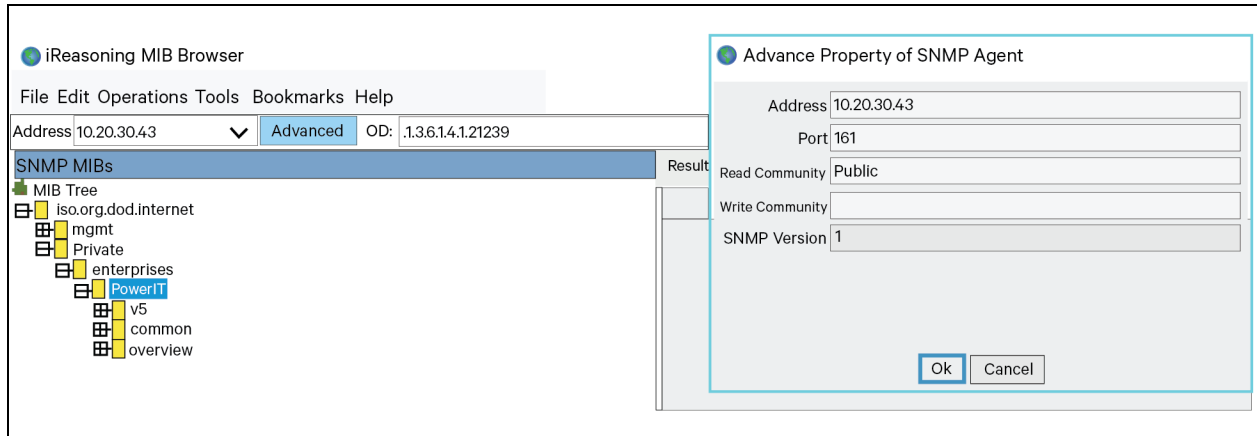 iReasoning MIB Browser
File Edit Operations Tools Bookmarks Help
Address 10.20.30.43 Advanced OD: .1.3.6.1.4.1.21239
SNMP MIBs
Result
MIB Tree
iso.org.dod.internet
mgmt
Private
enterprises
PowerIT
v5
common
overview
Advance Property of SNMP Agent
Address 10.20.30.43
Port 161
Read Community Public
Write Community
SNMP Version 1
Ok Cancel